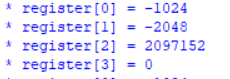 * register[0] = -1024
* register[1] = -2048
* register[2] = 2097152
* register[3] = 0